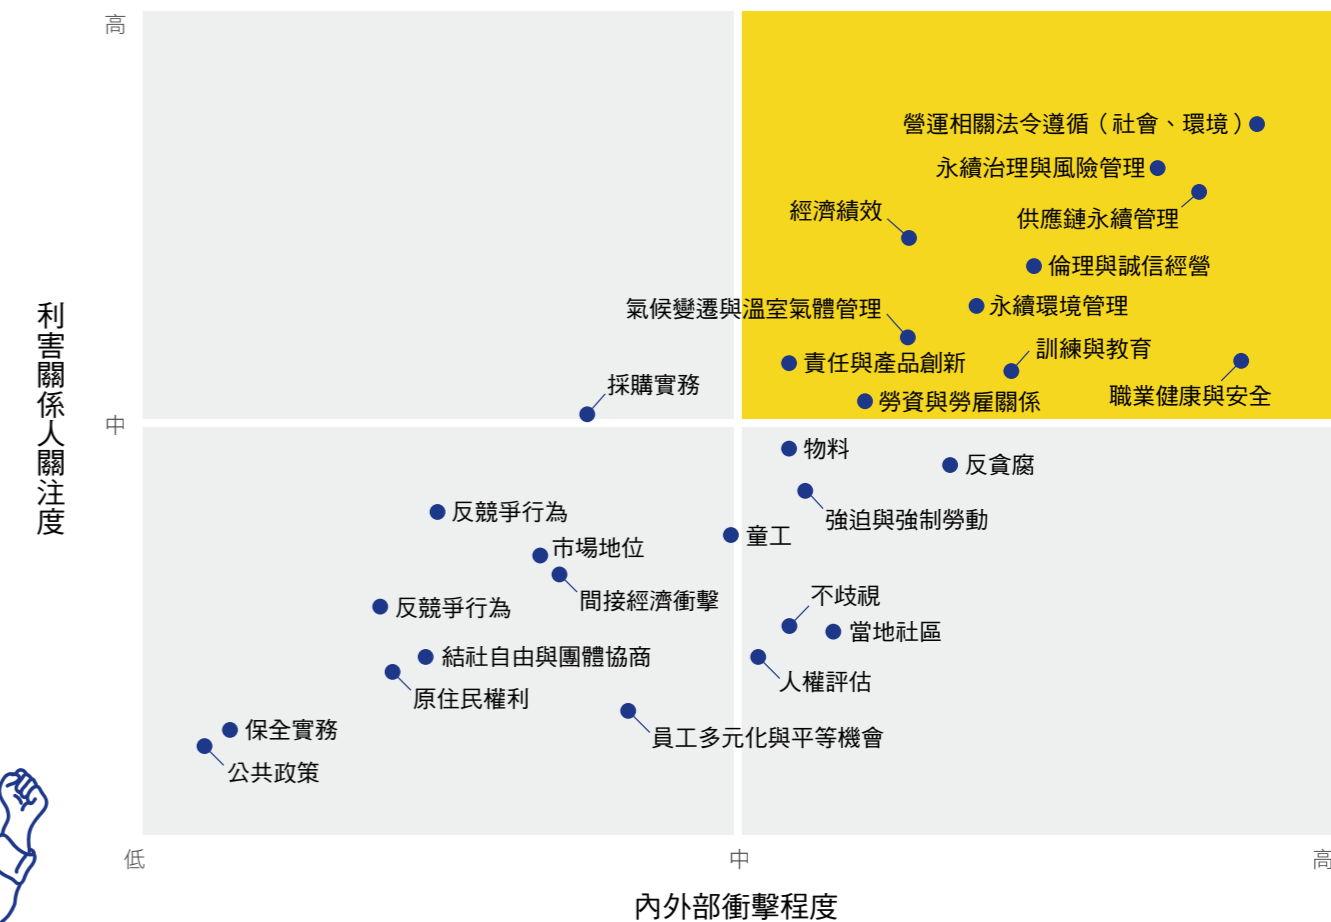 高
營運相關法令遵循（社會、環境）
永續治理與風險管理
經濟績效
供應鏈永續管理
倫理與誠信經營
氣候變遷與溫室氣體管理
永續環境管理
訓練與教育
責任與產品創新
採購實務
職業健康與安全
勞資與勞雇關係
中
利害關係人關注度
物料
反貪腐
反競爭行為
強迫與強制勞動
童工
市場地位
間接經濟衝擊
不歧視
反競爭行為
當地社區
結社自由與團體協商
人權評估
原住民權利
保全實務
員工多元化與平等機會
公共政策
低
中
高
內外部衝擊程度